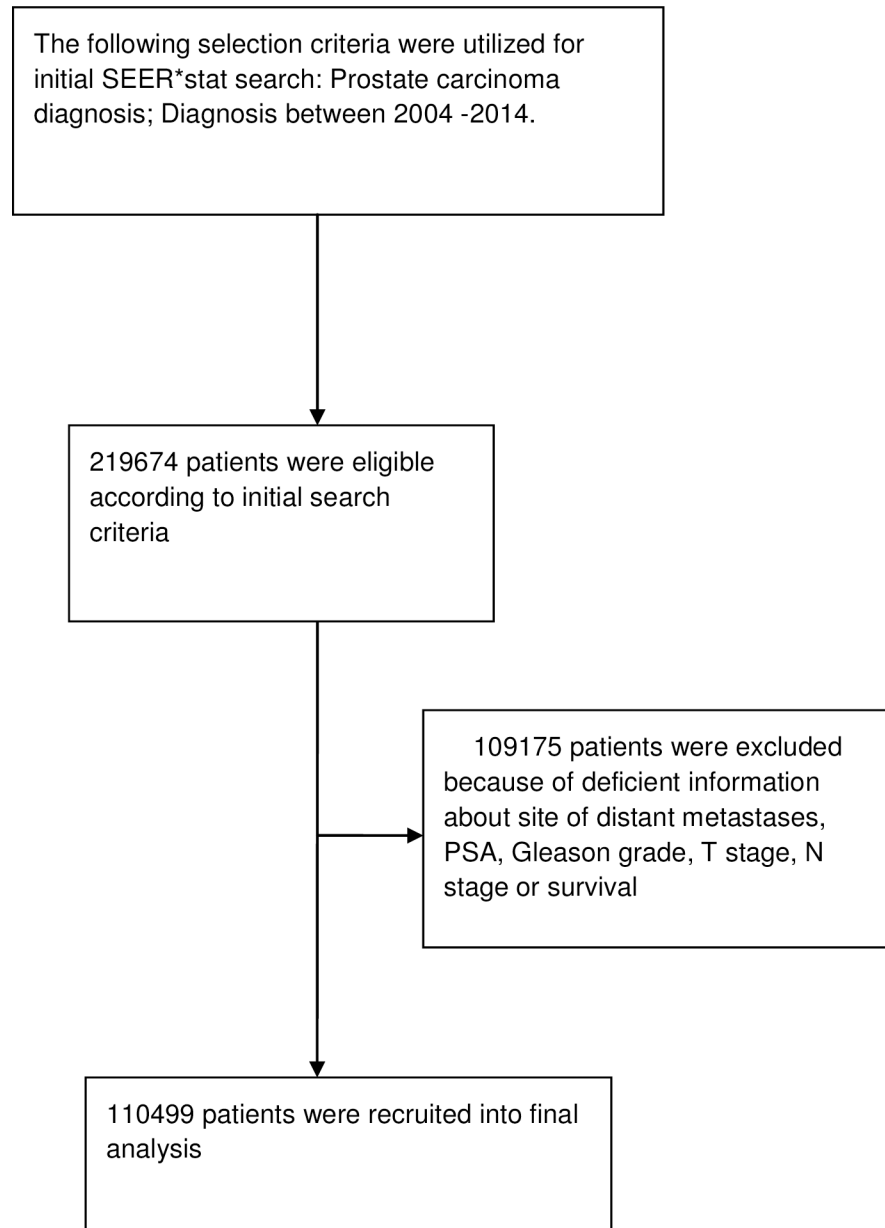 The following selection criteria were utilized for
initial SEER*stat search: Prostate carcinoma
diagnosis; Diagnosis between 2004 -2014.
219674 patients were eligible
according to initial search
criteria
109175 patients were excluded
because of deficient information
about site of distant metastases,
PSA, Gleason grade, T stage, N
stage or survival
110499 patients were recruited into final
analysis